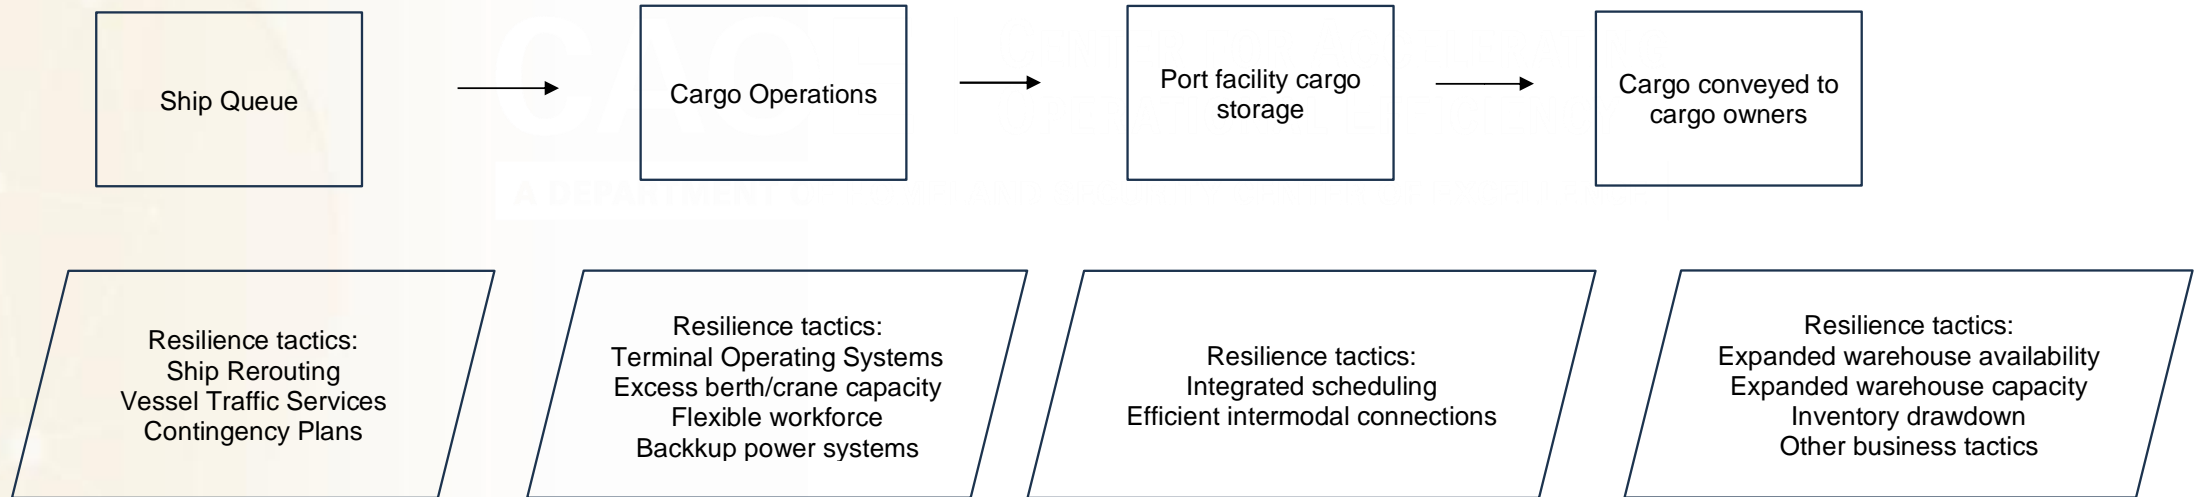 Ship Queue
Cargo Operations
Port facility cargo
storage
Cargo conveyed to
cargo owners
Resilience tactics:
Ship Rerouting
Vessel Traffic Services
Contingency Plans
Resilience tactics:
Terminal Operating Systems
Excess berth/crane capacity
Flexible workforce
Backkup power systems
Resilience tactics:
Integrated scheduling
Efficient intermodal connections
Resilience tactics:
Expanded warehouse availability
Expanded warehouse capacity
Inventory drawdown
Other business tactics
A DEPARTMENT